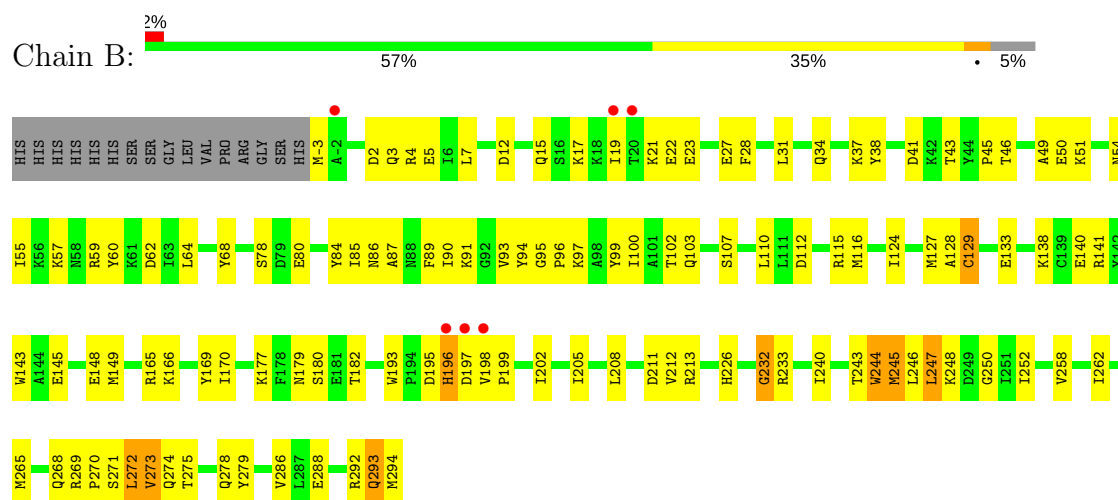 2%
Chain B:
57% 35% • 5%
HIS HIS HIS HIS HIS HIS SER SER GLY LEU VAL PRO ARG GLY SER HIS M-3 A-2 D2 Q3 R4 E5 I6 L7 D12 Q15 S16 K17 K18 I19 T20 K21 E22 E23 E27 F28 L31 Q34 K37 Y38 D41 K42 T43 Y44 P45 T46 A49 E50 K51 N54
I55 K56 K57 N58 R59 Y60 K61 D62 I63 L64 Y68 S78 D79 E80 Y84 I85 N86 A87 N88 F89 I90 K91 G92 V93 Y94 G95 P96 K97 A98 Y99 I100 A101 T102 Q103 S107 L110 L111 D112 R115 M116 I124 M127 A128 C129 E133 K138 C139 E140 R141 Y142
W143 A144 E145 E148 M149 R165 K166 Y169 I170 K177 F178 N179 S180 E181 T182 W193 P194 D195 H196 D197 V198 P199 I202 I205 L208 D211 V212 R213 H226 G232 R233 I240 T243 W244 M245 L246 L247 K248 D249 G250 I251 I252 V258 I262
M265 Q268 R269 P270 S271 L272 V273 Q274 T275 Q278 Y279 V286 L287 E288 R292 Q293 M294